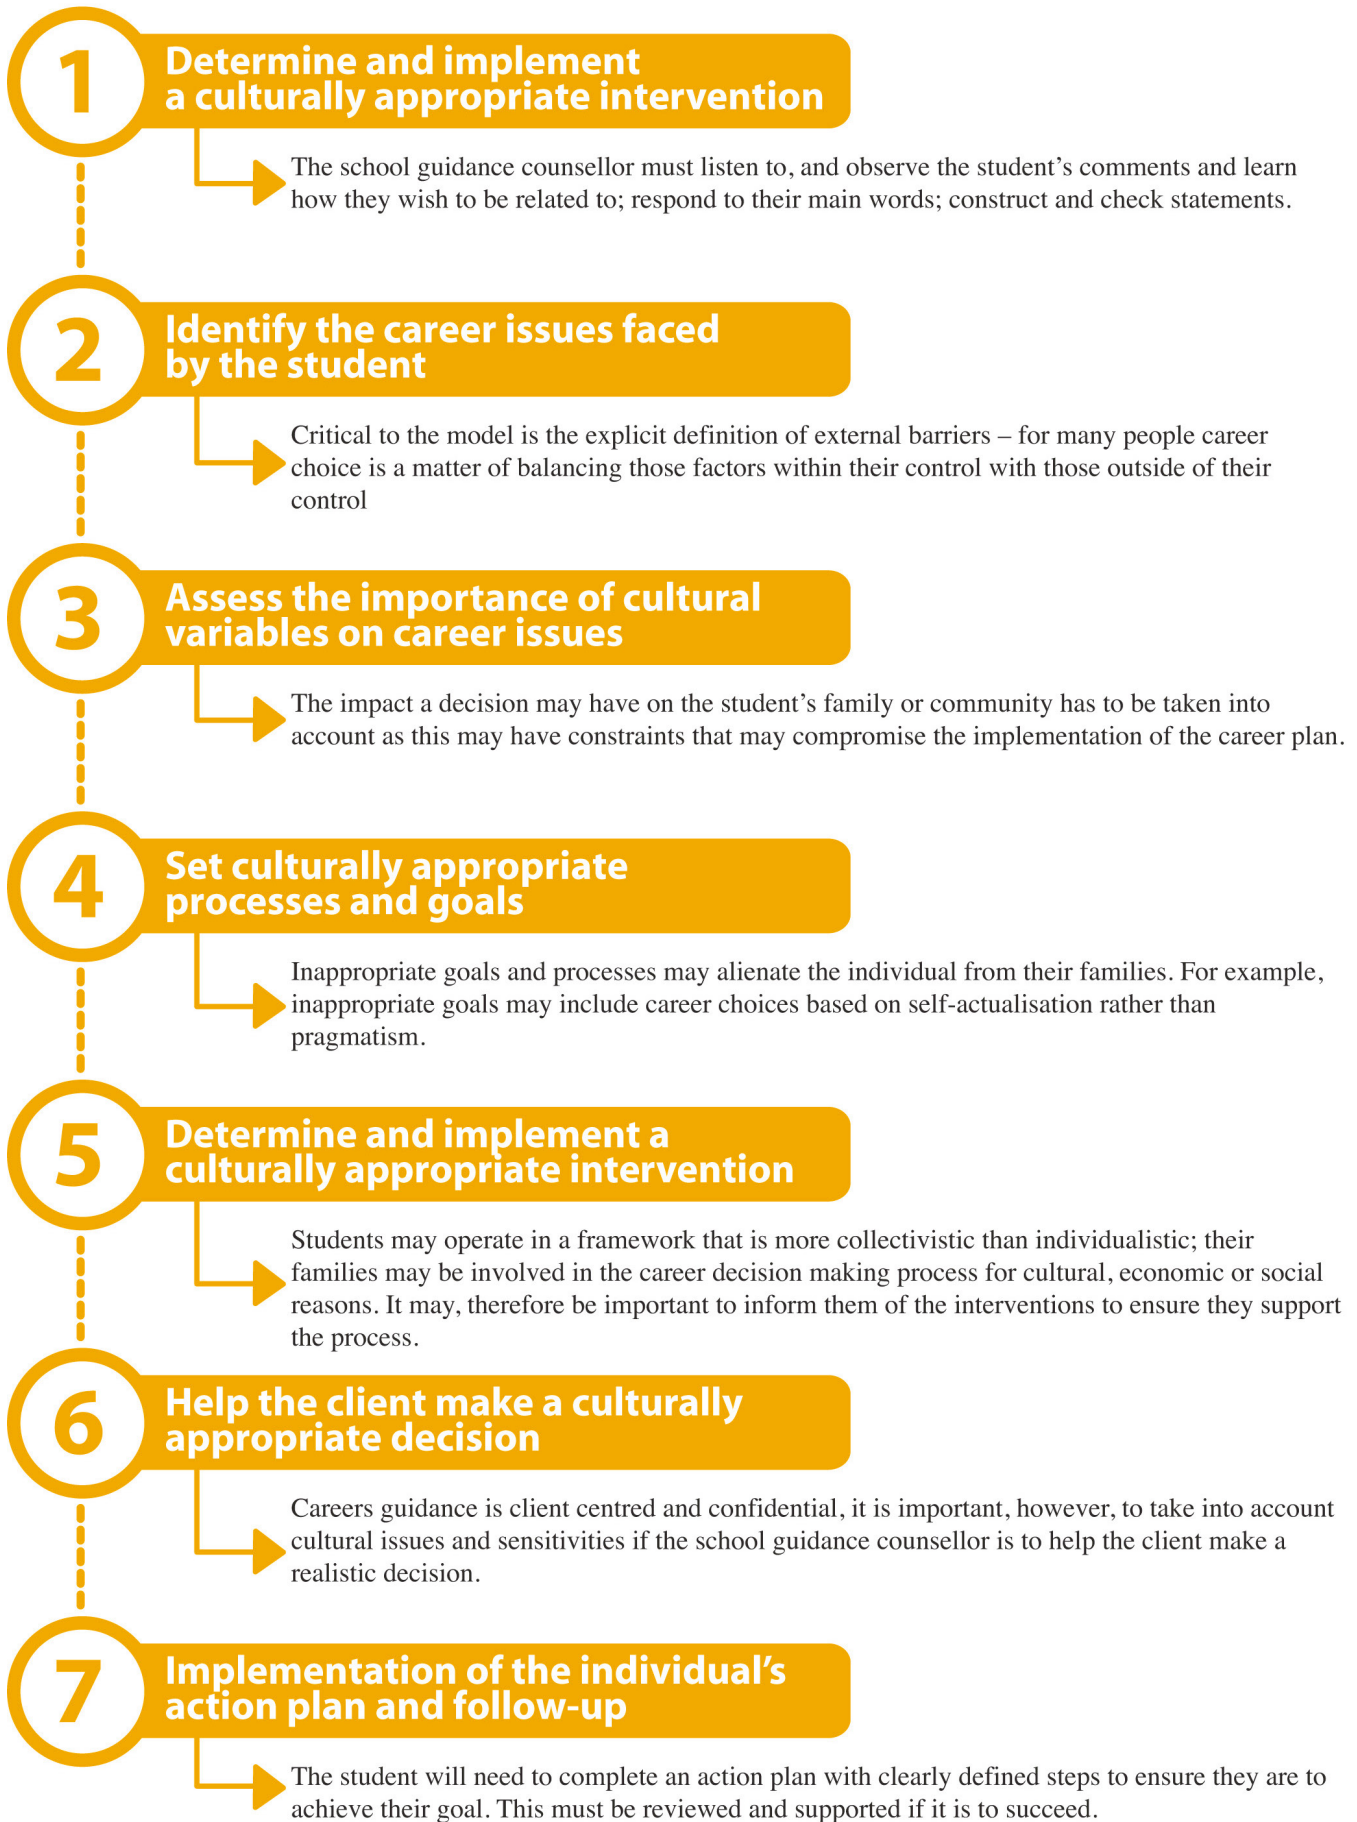 1
Determine and implement
a culturally appropriate intervention
The school guidance counsellor must listen to, and observe the student’s comments and learn
how they wish to be related to; respond to their main words; construct and check statements.
2
Identify the career issues faced
by the student
Critical to the model is the explicit definition of external barriers – for many people career
choice is a matter of balancing those factors within their control with those outside of their
control
3
Assess the importance of cultural
variables on career issues
The impact a decision may have on the student’s family or community has to be taken into
account as this may have constraints that may compromise the implementation of the career plan.
4
Set culturally appropriate
processes and goals
Inappropriate goals and processes may alienate the individual from their families. For example,
inappropriate goals may include career choices based on self-actualisation rather than
pragmatism.
5
Determine and implement a
culturally appropriate intervention
Students may operate in a framework that is more collectivistic than individualistic; their
families may be involved in the career decision making process for cultural, economic or social
reasons. It may, therefore be important to inform them of the interventions to ensure they support
the process.
6
Help the client make a culturally
appropriate decision
Careers guidance is client centred and confidential, it is important, however, to take into account
cultural issues and sensitivities if the school guidance counsellor is to help the client make a
realistic decision.
7
Implementation of the individual’s
action plan and follow-up
The student will need to complete an action plan with clearly defined steps to ensure they are to
achieve their goal. This must be reviewed and supported if it is to succeed.